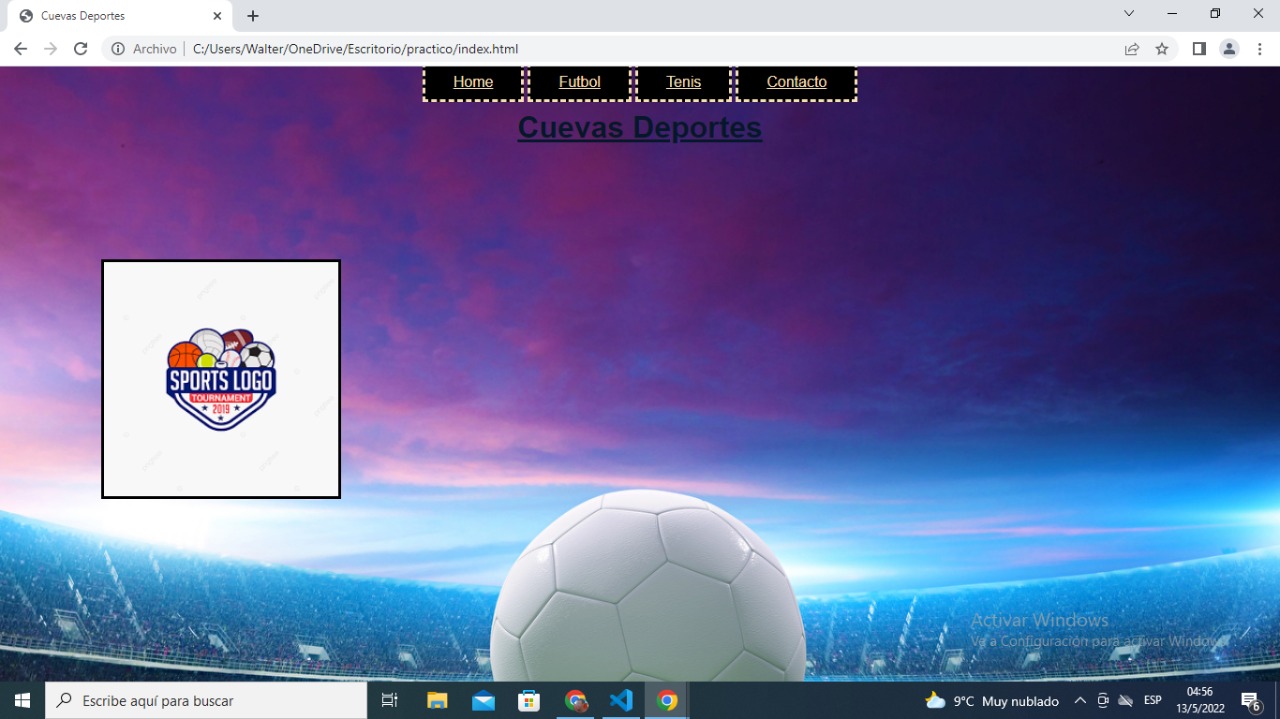 Cuevas Deportes
Archivo | C:/Users/Walter/OneDrive/Escritorio/practico/index.html
Home Futbol Tenis Contacto
Cuevas Deportes
SPORTS LOGO
TOURNAMENT
2019
Activar Windows
Ve a Configuración para activar Windows.
Escribe aquí para buscar
9°C Muy nublado
ESP
04:56
13/5/2022
6